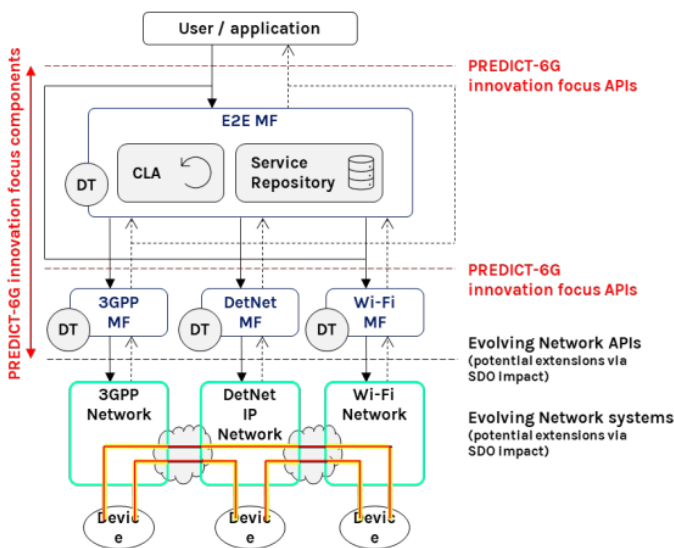 User / application
PREDICT-6G
innovation focus APIs
PREDICT-6G innovation focus components
E2E MF
CLA
Service
Repository
DT
PREDICT-6G
innovation focus APIs
3GPP
MF
DT
DetNet
MF
DT
Wi-Fi
MF
DT
Evolving Network APIs
(potential extensions via
SDO impact)
3GPP
Network
DetNet
IP
Network
Wi-Fi
Network
Evolving Network systems
(potential extensions via
SDO impact)
Devic
e
Devic
e
Devic
e